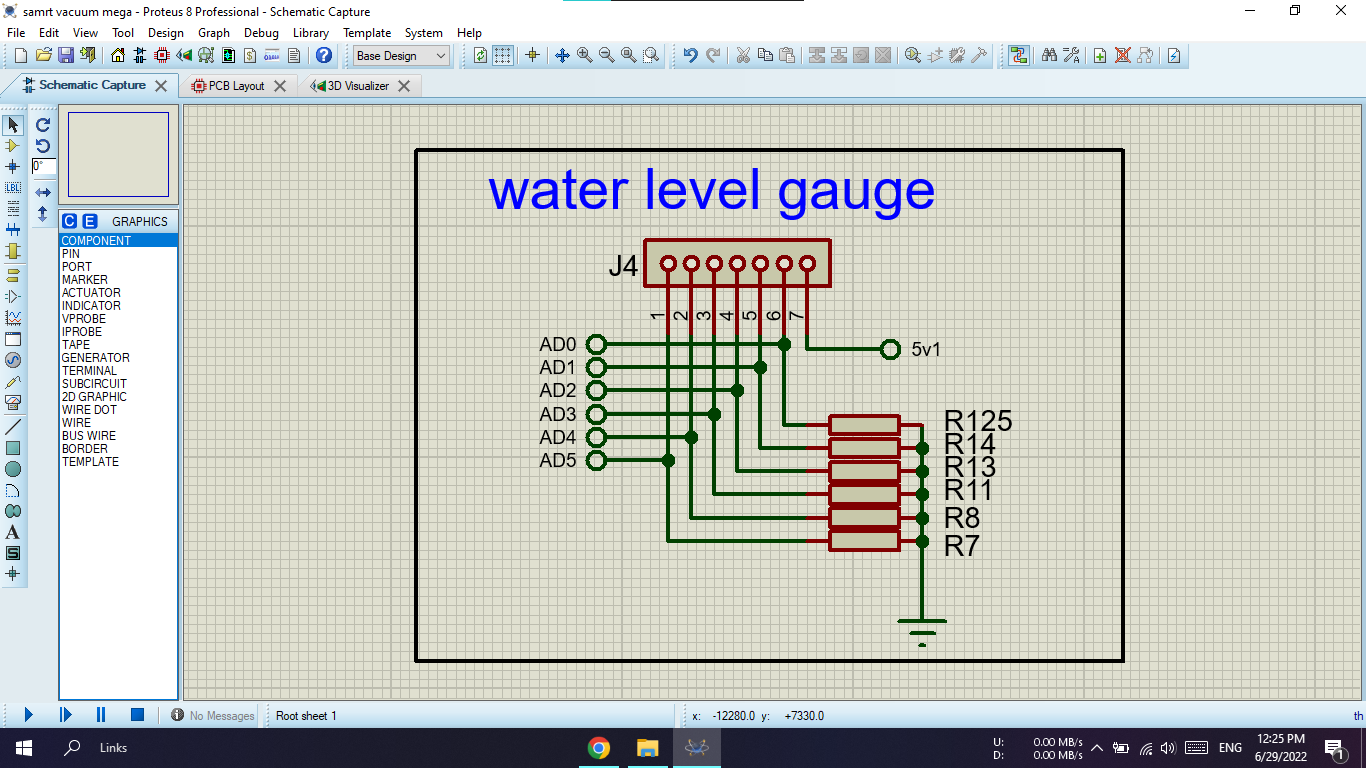 samrt vacuum mega - Proteus 8 Professional - Schematic Capture
File Edit View Tool Design Graph Debug Library Template System Help
Base Design
Schematic Capture
PCB Layout
3D Visualizer
0°
LBL
C E GRAPHICS
COMPONENT
PIN
PORT
MARKER
ACTUATOR
INDICATOR
VPROBE
IPROBE
TAPE
GENERATOR
TERMINAL
SUBCIRCUIT
2D GRAPHIC
WIRE DOT
WIRE
BUS WIRE
BORDER
TEMPLATE
A
S
water level gauge
J4
1 2 3 4 5 6 7
AD0
AD1
AD2
AD3
AD4
AD5
5v1
R125
R14
R13
R11
R8
R7
No Messages
Root sheet 1
x: -12280.0 y: +7330.0
th
Links
U: 0.00 MB/s
D: 0.00 MB/s
ENG
12:25 PM
6/29/2022
1